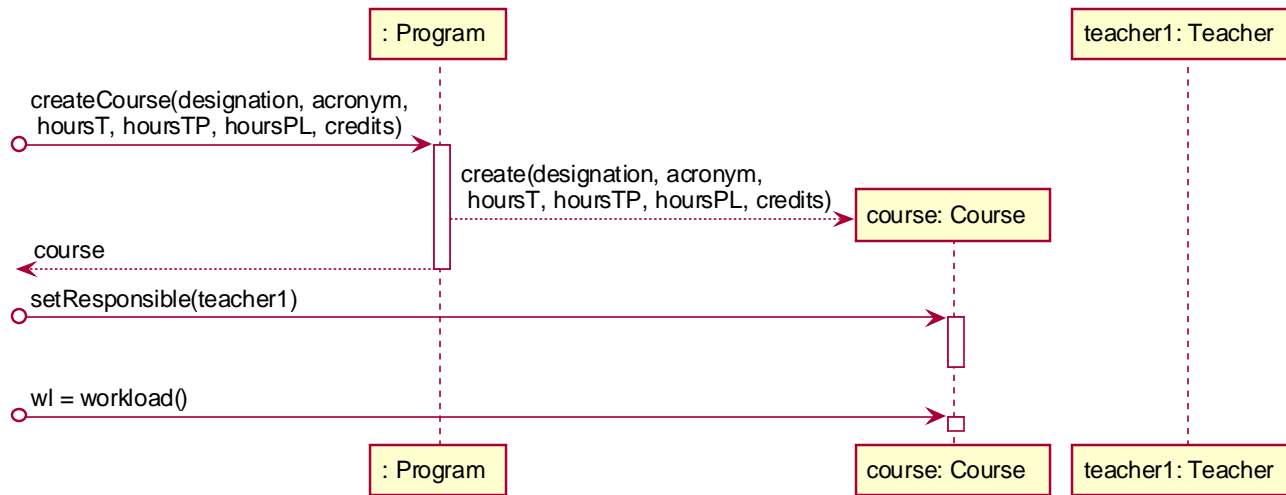 : Program
teacher1: Teacher
createCourse(designation, acronym,
hoursT, hoursTP, hoursPL, credits)
create(designation, acronym,
hoursT, hoursTP, hoursPL, credits)
course: Course
course
setResponsible(teacher1)
wl = workload()
: Program
course: Course
teacher1: Teacher